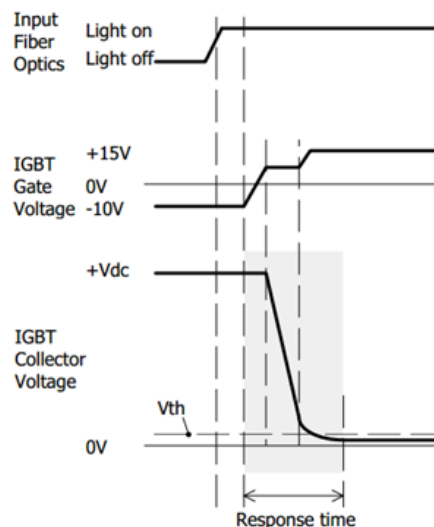 Input
Fiber
Optics
Light on
Light off
IGBT
Gate
Voltage
+15V
0V
-10V
+Vdc
IGBT
Collector
Voltage
Vth
0V
Response time